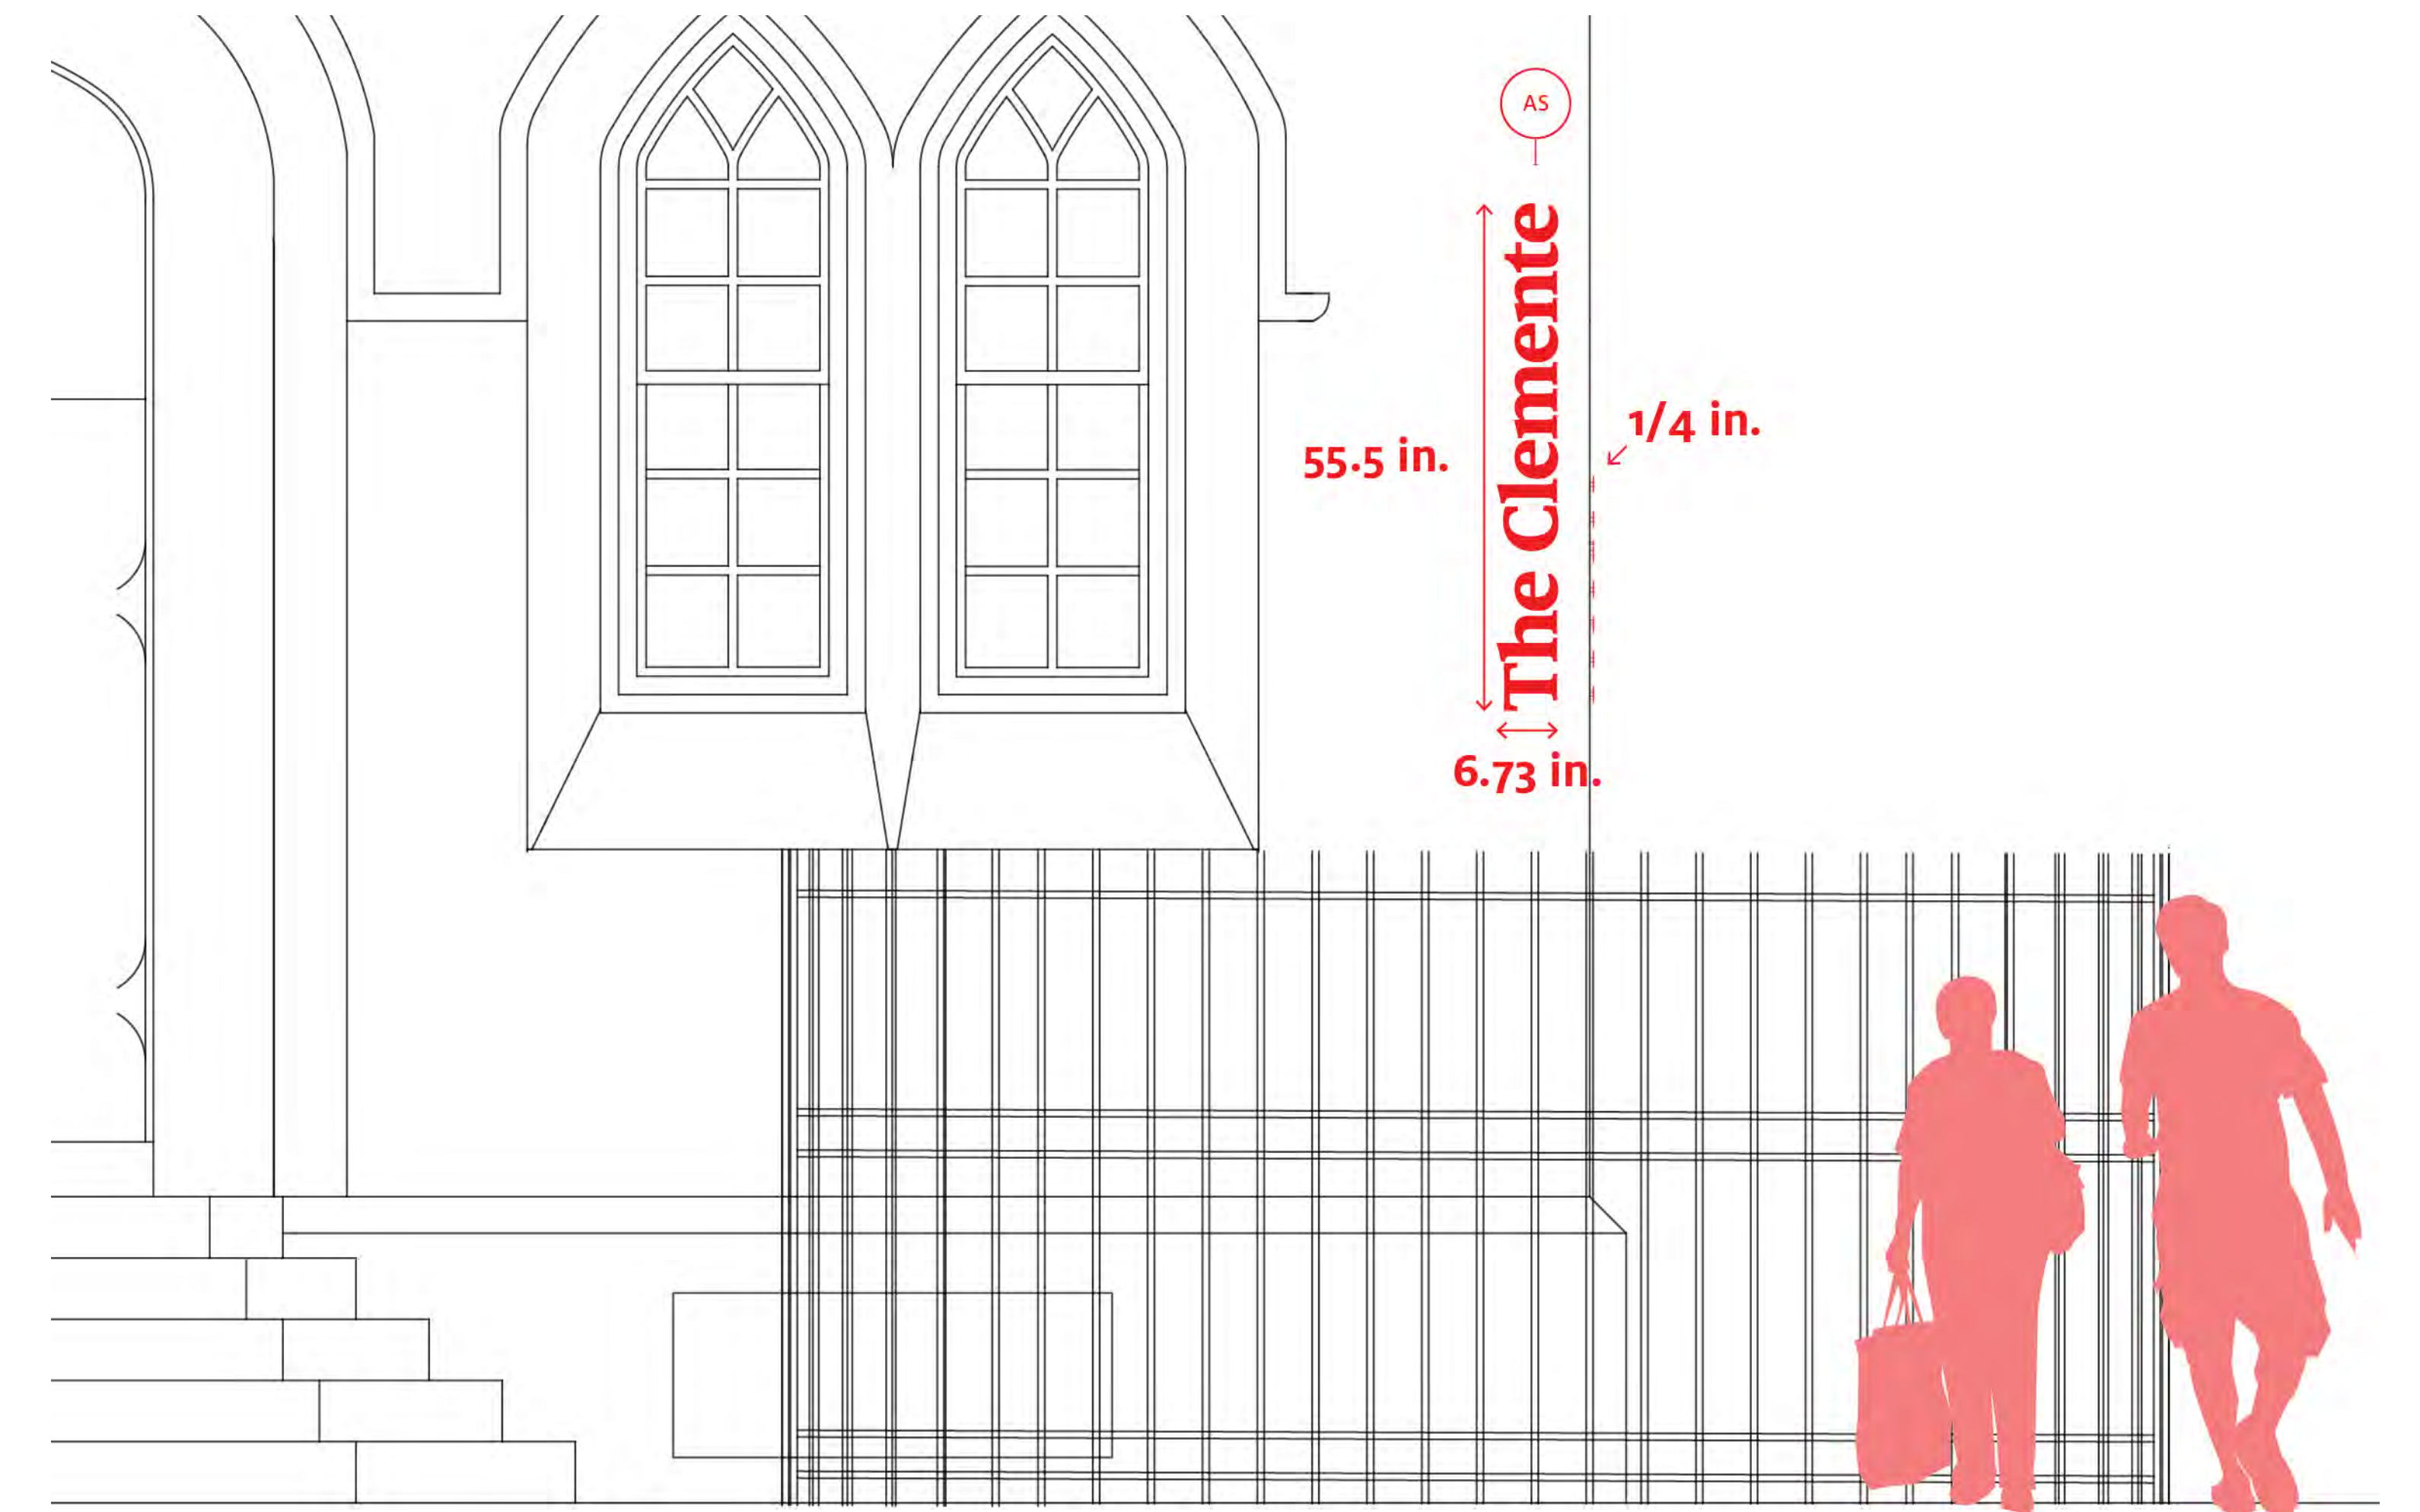 AS
The Clemente
1/4 in.
55.5 in.
6.73 in.